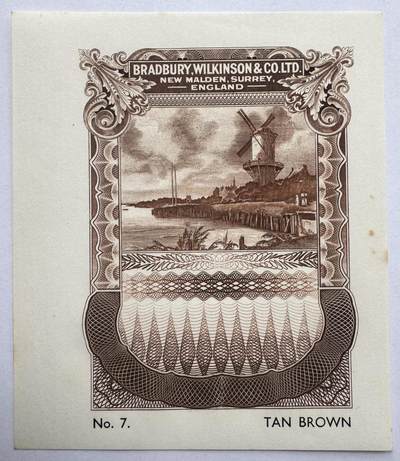 BRADBURY, WILKINSON & CO. LTD.
NEW MALDEN, SURREY,
ENGLAND
No. 7. TAN BROWN